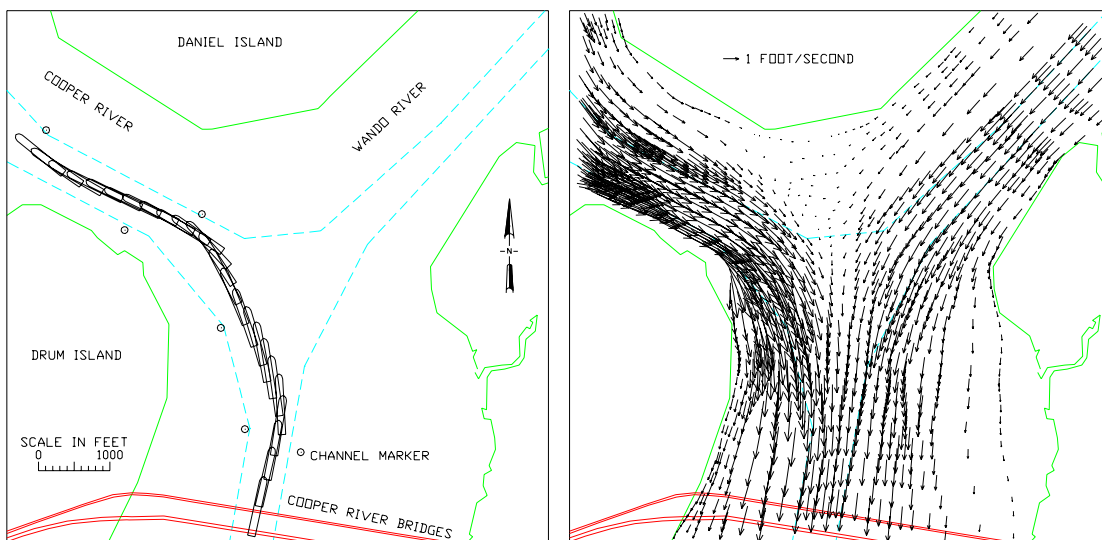 DANIEL ISLAND
COOPER RIVER
WANDO RIVER
N
DRUM ISLAND
SCALE IN FEET
0 1000
CHANNEL MARKER
COOPER RIVER BRIDGES
1 FOOT/SECOND